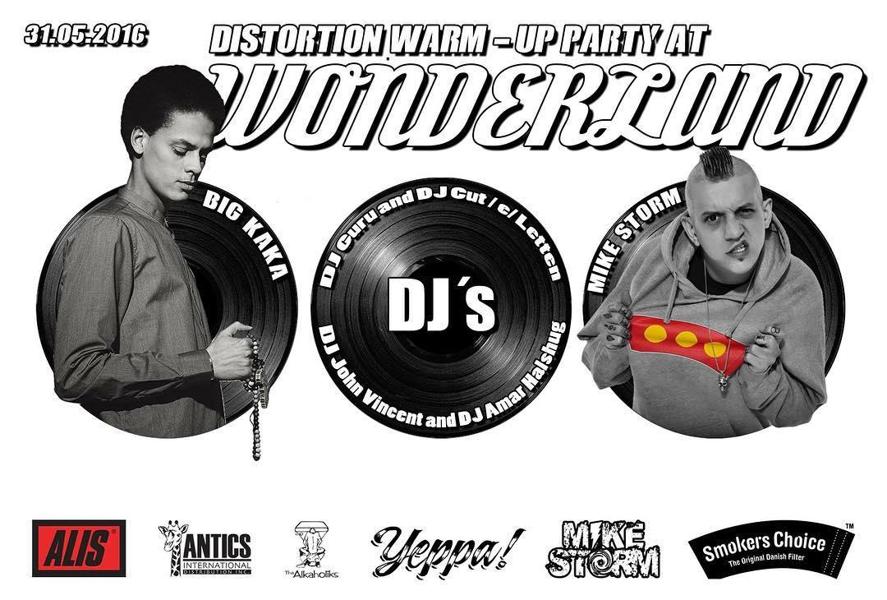 31.05-2016
DISTORTION WARM - UP PARTY AT
WONDERLAND
BIG KAKA
DJ Guru and DJ Cut / c/ Letten
DJ´s
DJ John Vincent and DJ Amar Halshug
MIKE STORM
ALIS®
ANTICS
INTERNATIONAL
DISTRIBUTION INC.
The Alkaholiks
Yeppa!
MIKE
STORM
Smokers Choice ™
The Original Danish Filter